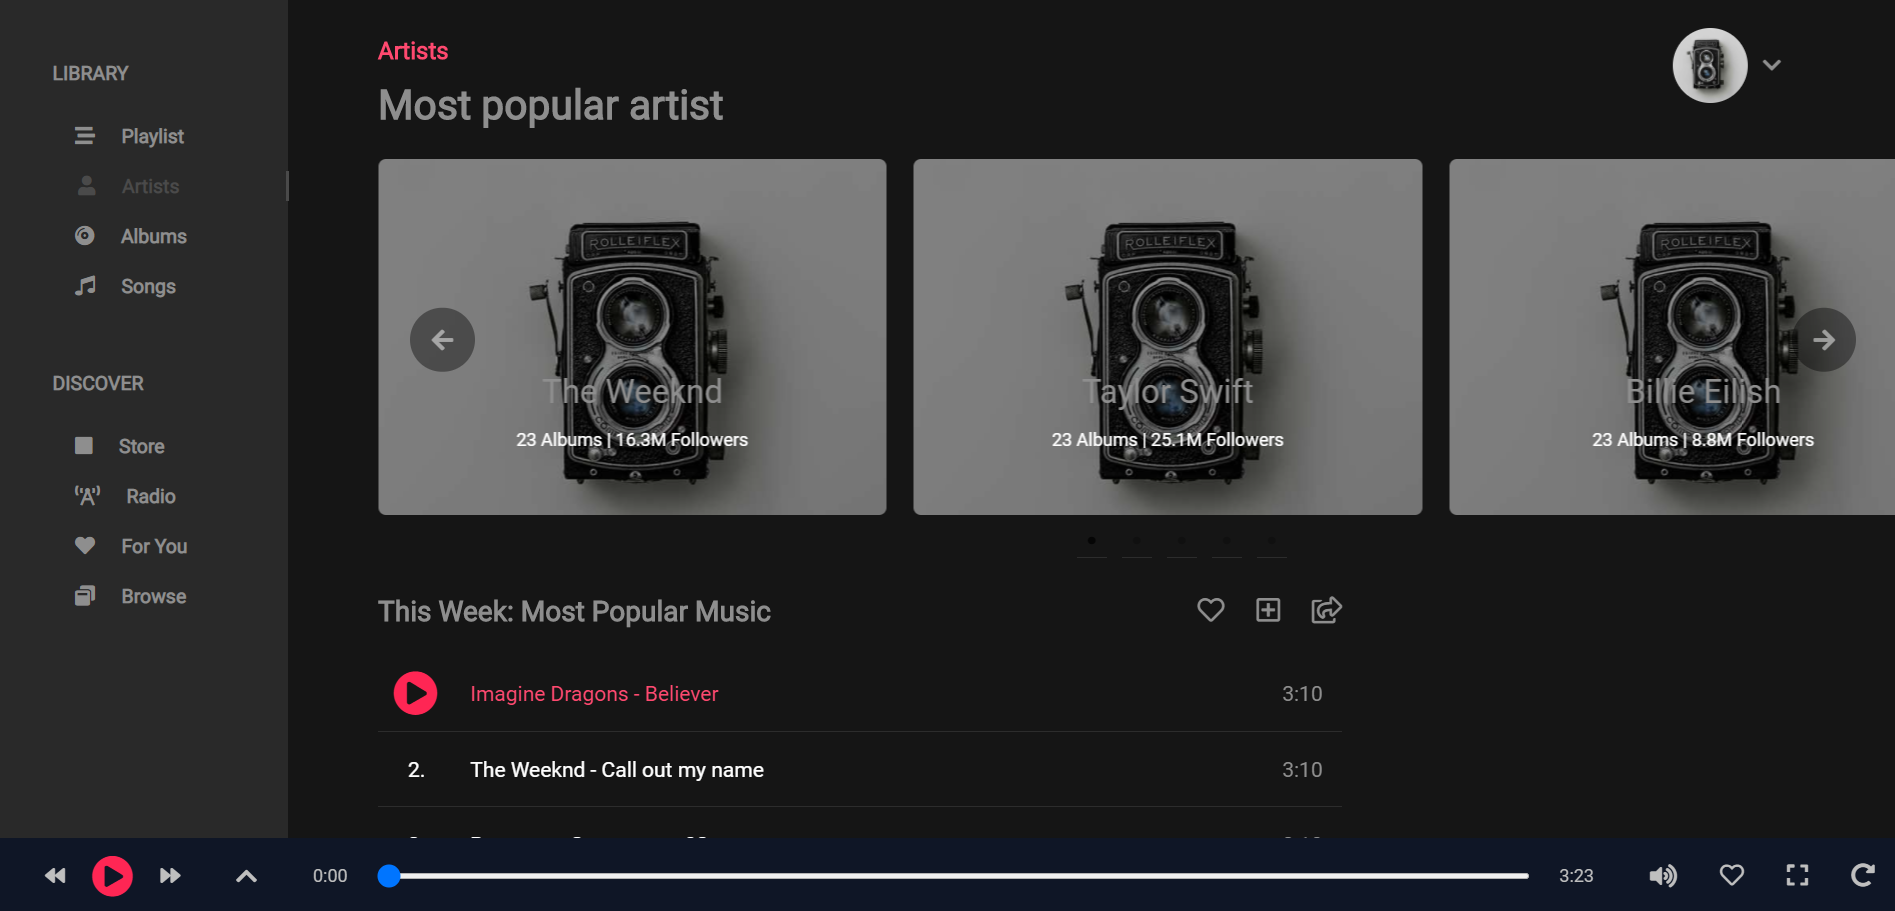 LIBRARY
Playlist
Artists
Albums
Songs
DISCOVER
Store
Radio
For You
Browse
Artists
Most popular artist
ROLLEIFLEX
The Weeknd
23 Albums | 16.3M Followers
ROLLEIFLEX
Taylor Swift
23 Albums | 25.1M Followers
ROLLEIFLEX
Billie Eilish
23 Albums | 8.8M Followers
This Week: Most Popular Music
Imagine Dragons - Believer 3:10
2. The Weeknd - Call out my name 3:10
0:00 3:23